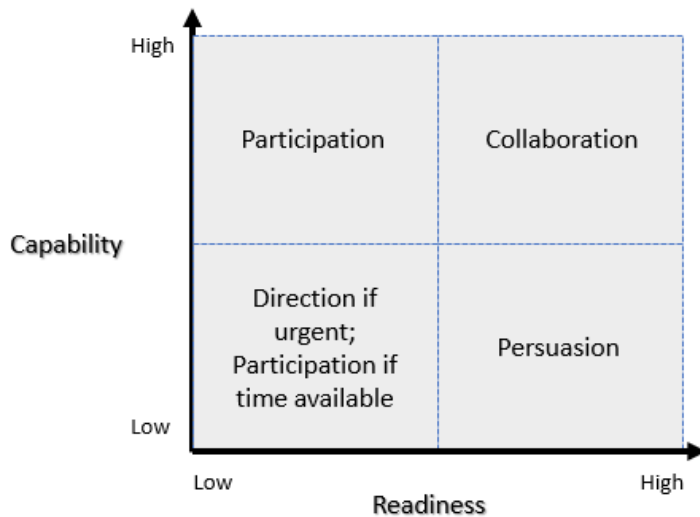 High
Participation
Collaboration
Capability
Direction if
urgent;
Participation if
time available
Persuasion
Low
Low
High
Readiness